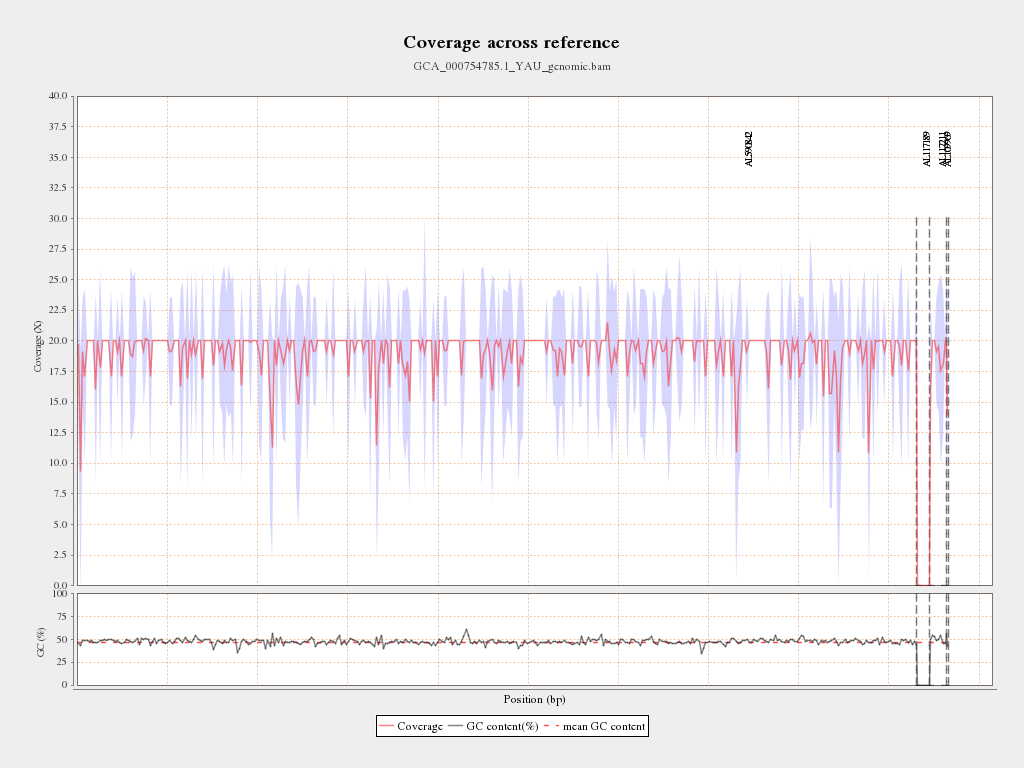 Coverage across reference
GCA_000754785.1_YAU_genomic.bam
40.0
37.5
35.0
32.5
30.0
27.5
25.0
22.5
20.0
17.5
15.0
12.5
10.0
7.5
5.0
2.5
0.0
Coverage (X)
AL590842
AL117189
AL117211
AL109969
100
75
50
25
0
GC (%)
Position (bp)
Coverage GC content(%) mean GC content